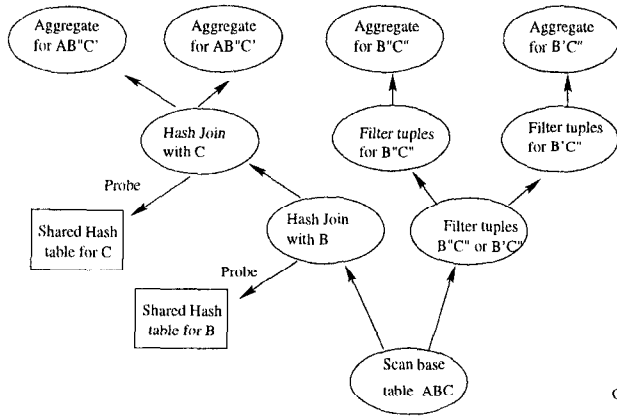 Aggregate
for AB"C'
Aggregate
for AB"C'
Aggregate
for B"C"
Aggregate
for B'C"
Hash Join
with C
Filter tuples
for B"C"
Filter tuples
for B'C"
Probe
Shared Hash
table for C
Hash Join
with B
Filter tuples
B"C" or B'C"
Probe
Shared Hash
table for B
Scan base
table ABC